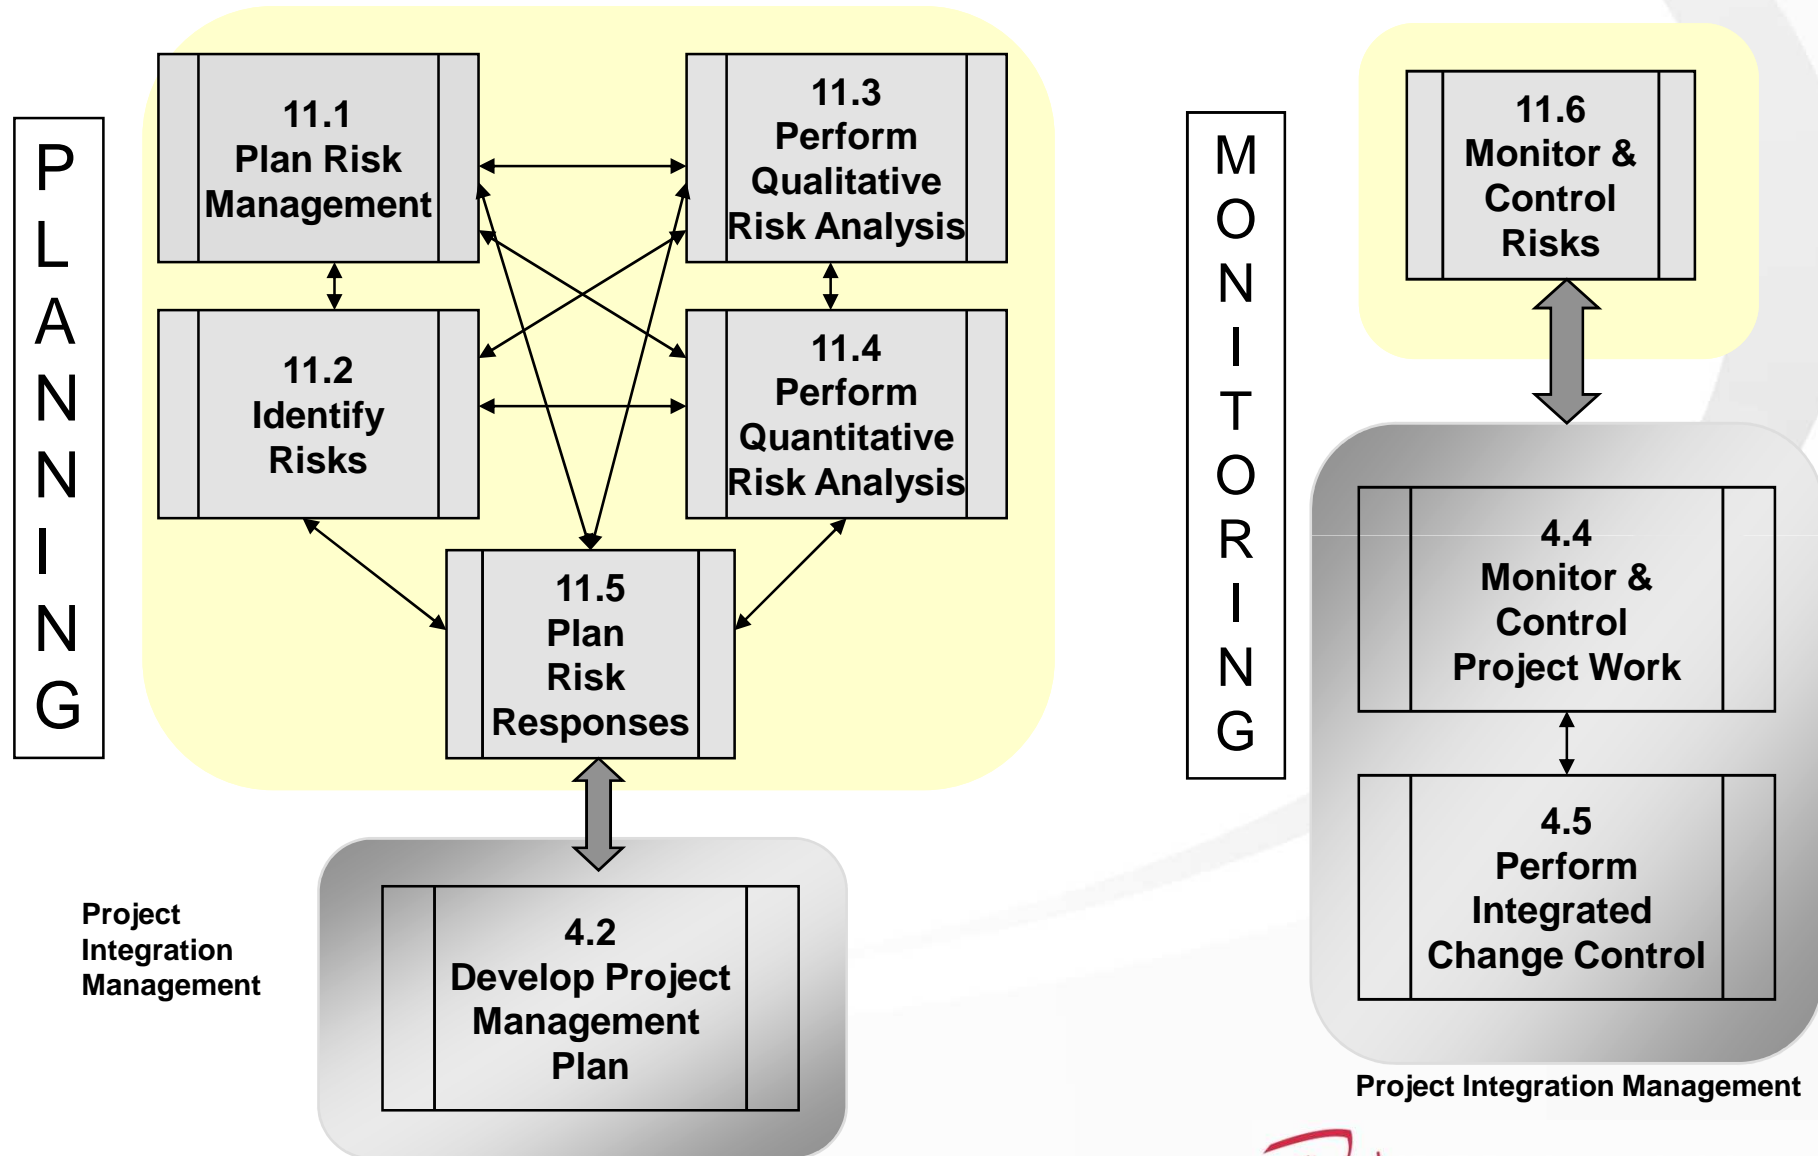 PLANNING
11.1
Plan Risk
Management
11.3
Perform
Qualitative
Risk Analysis
11.2
Identify
Risks
11.4
Perform
Quantitative
Risk Analysis
11.5
Plan
Risk
Responses
Project
Integration
Management
4.2
Develop Project
Management
Plan
MONITORING
11.6
Monitor &
Control
Risks
4.4
Monitor &
Control
Project Work
4.5
Perform
Integrated
Change Control
Project Integration Management